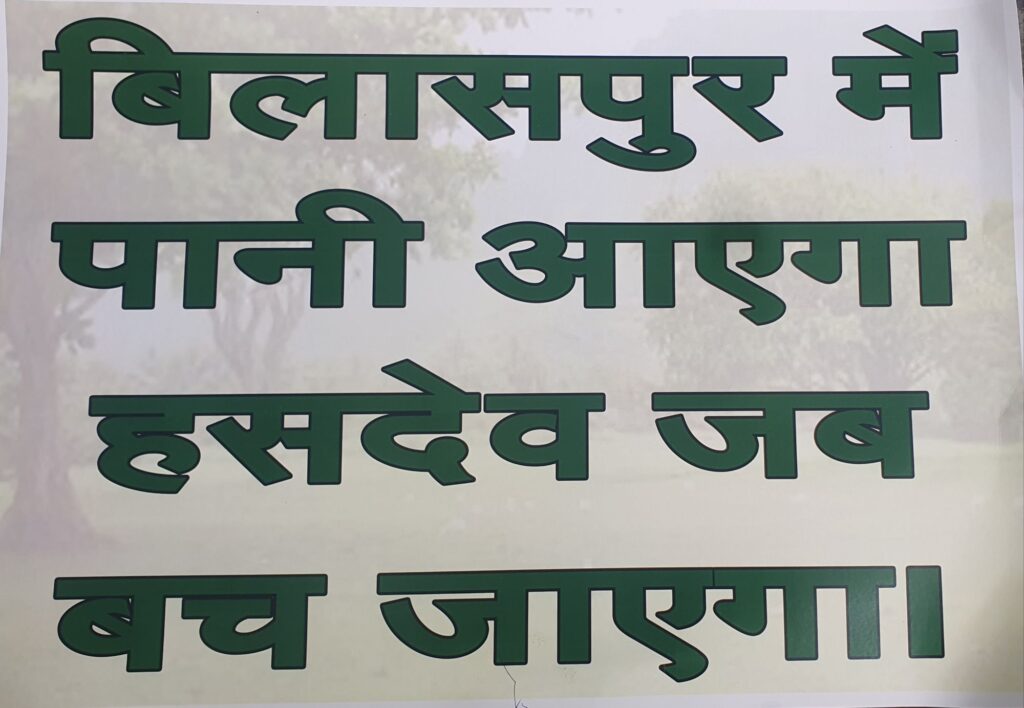 बिलासपुर में
पानी आएगा
हसदेव जब
बच जाएगा।